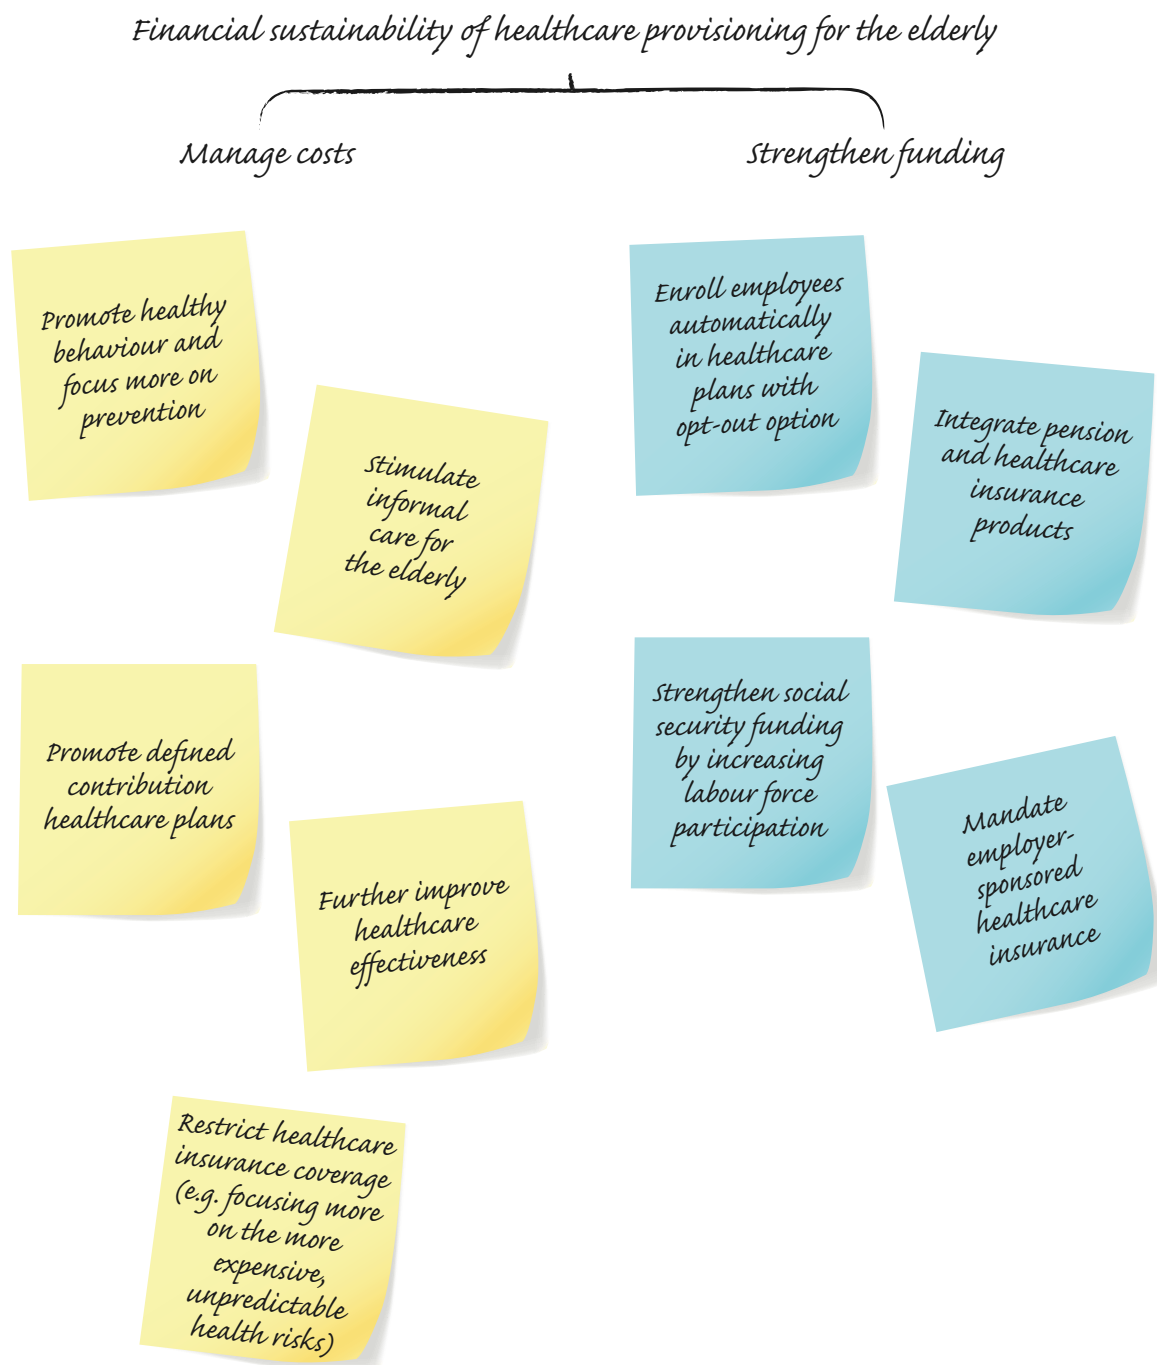 Financial sustainability of healthcare provisioning for the elderly
Manage costs
Strengthen funding
Promote healthy
behaviour and
focus more on
prevention
Stimulate
informal
care for
the elderly
Promote defined
contribution
healthcare plans
Further improve
healthcare
effectiveness
Restrict healthcare
insurance coverage
(e.g. focusing more
on the more
expensive,
unpredictable
health risks)
Enroll employees
automatically
in healthcare
plans with
opt-out option
Integrate pension
and healthcare
insurance
products
Strengthen social
security funding
by increasing
labour force
participation
Mandate
employer-
sponsored
healthcare
insurance